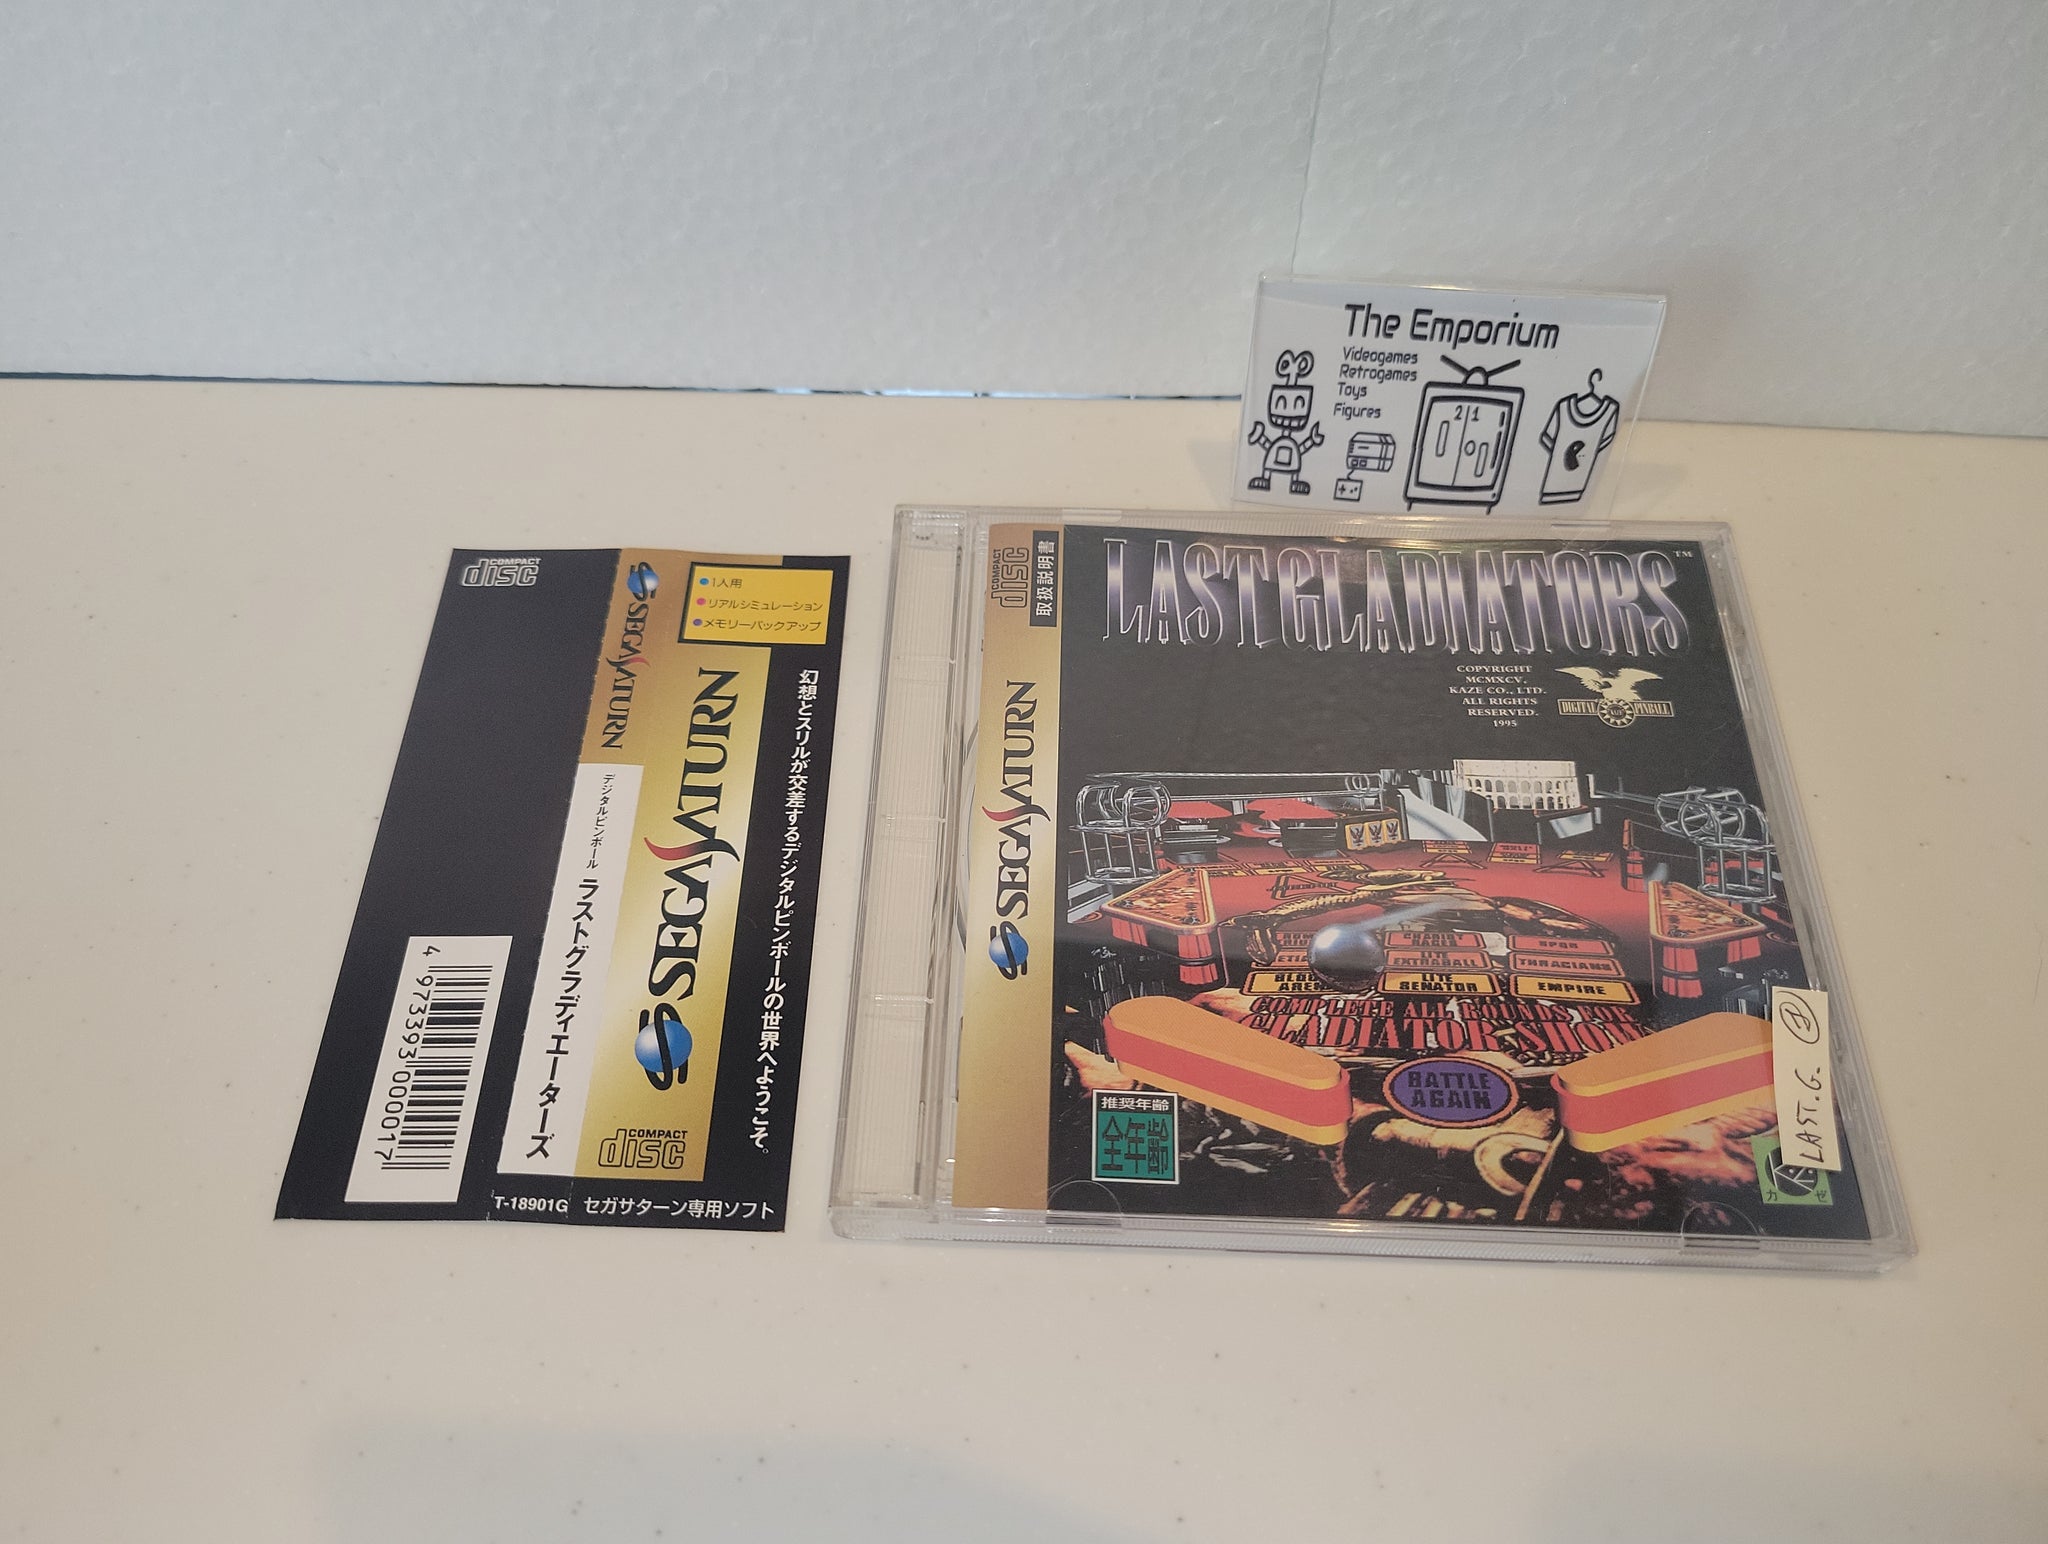 The Emporium
Videogames
Retrogames
Toys
Figures
2 1
COMPACT
disc
SEGA SATURN
デジタルピンボール ラストグラディエーターズ
4 973393 000017
T-18901G
セガサターン専用ソフト
1人用
リアルシミュレーション
メモリーバックアップ
SEGA SATURN
COMPACT
disc
幻想とスリルが交差するデジタルピンボールの世界へようこそ。
COMPACT
disc
取扱説明書
SEGA SATURN
LAST GLADIATORS™
COPYRIGHT
MCMXCV.
KAZE CO., LTD.
ALL RIGHTS
RESERVED.
1995
DIGITAL PINBALL
CHARIOT RACES
SPQR
LITE EXTRABALL
THRACIANS
LITE SENATOR
EMPIRE
COMPLETE ALL ROUNDS FOR
GLADIATOR SHOW
BATTLE
AGAIN
推奨年齢
全年齢
LAST.G.
カゼ